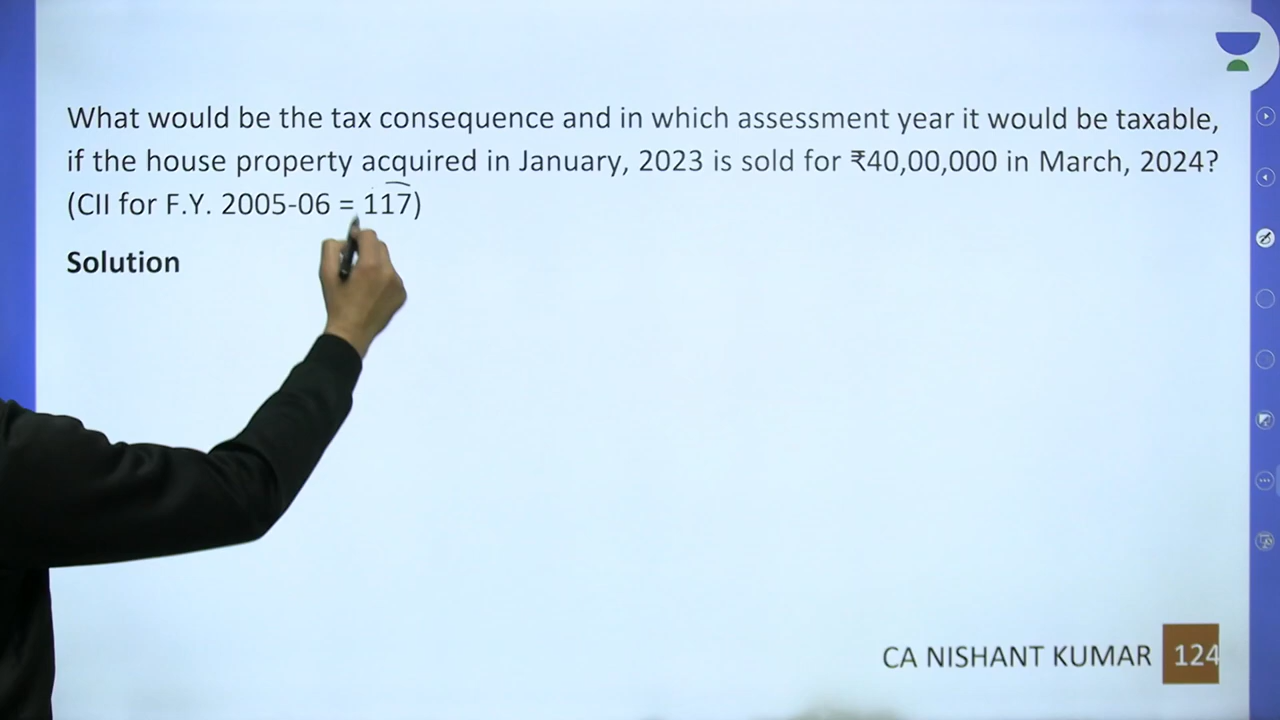 What would be the tax consequence and in which assessment year it would be taxable,
if the house property acquired in January, 2023 is sold for ₹40,00,000 in March, 2024?
(CII for F.Y. 2005-06 = 117)
Solution
CA NISHANT KUMAR 124